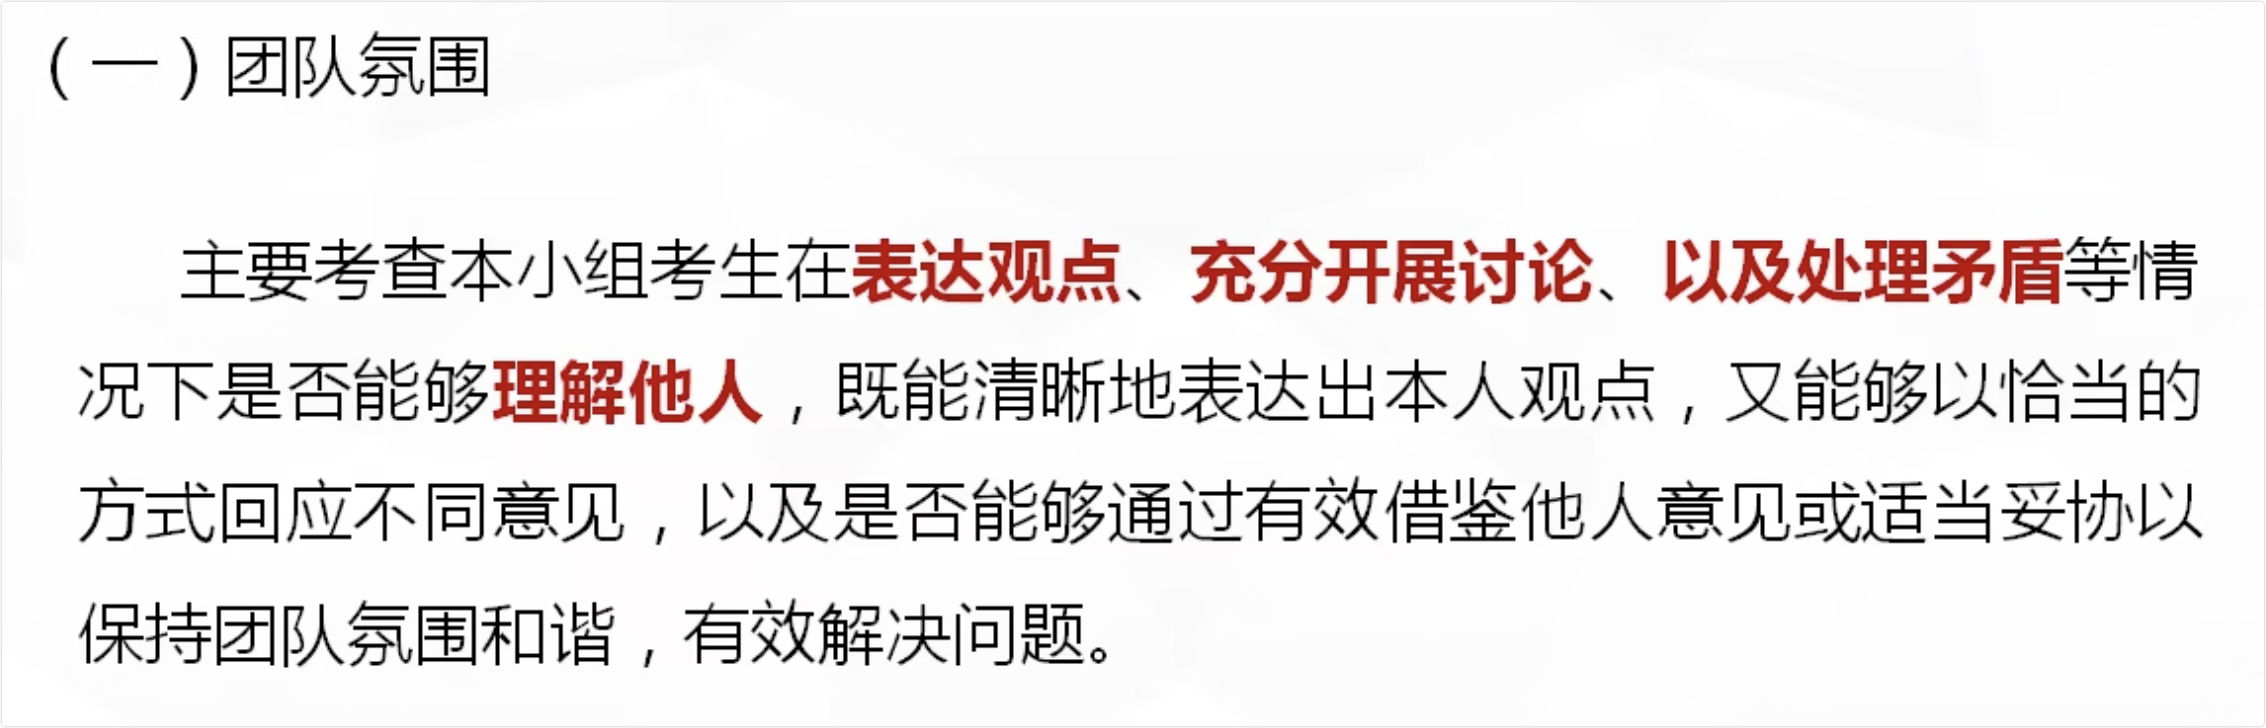 （一）团队氛围
主要考查本小组考生在表达观点、充分开展讨论、以及处理矛盾等情
况下是否能够理解他人，既能清晰地表达出本人观点，又能够以恰当的
方式回应不同意见，以及是否能够通过有效借鉴他人意见或适当妥协以
保持团队氛围和谐，有效解决问题。